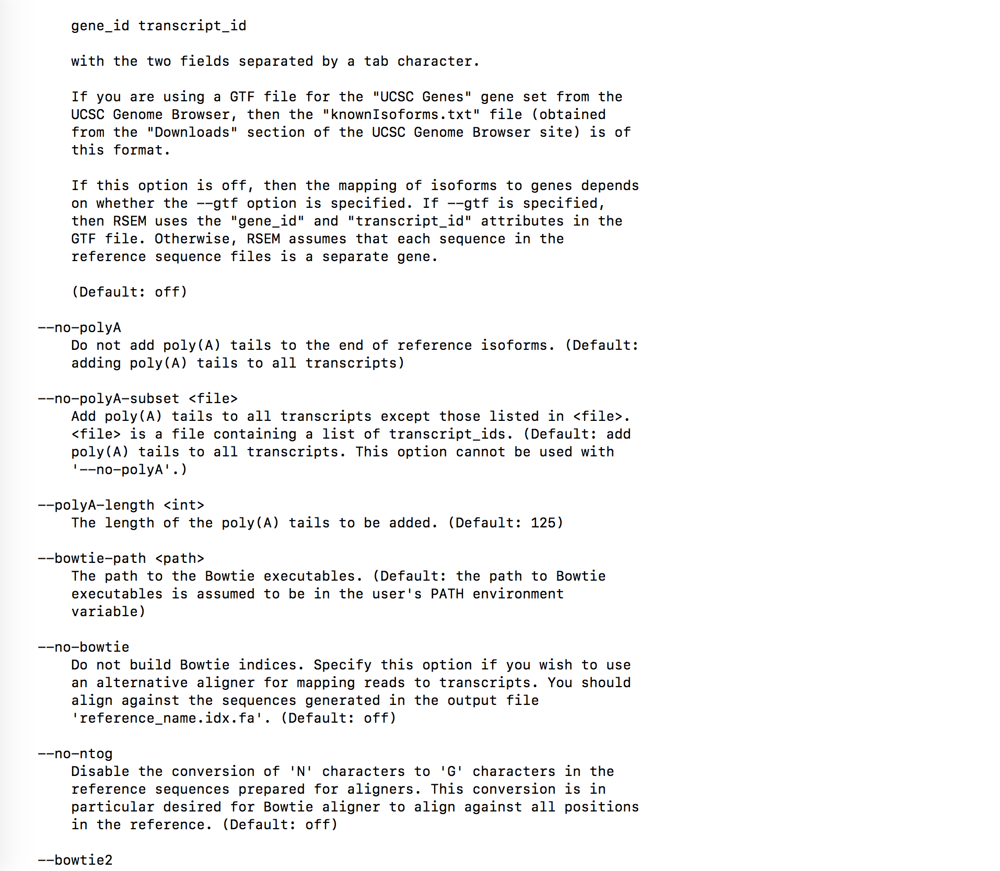 gene_id transcript_id
with the two fields separated by a tab character.
If you are using a GTF file for the "UCSC Genes" gene set from the
UCSC Genome Browser, then the "knownIsoforms.txt" file (obtained
from the "Downloads" section of the UCSC Genome Browser site) is of
this format.
If this option is off, then the mapping of isoforms to genes depends
on whether the --gtf option is specified. If --gtf is specified,
then RSEM uses the "gene_id" and "transcript_id" attributes in the
GTF file. Otherwise, RSEM assumes that each sequence in the
reference sequence files is a separate gene.
(Default: off)
--no-polyA
Do not add poly(A) tails to the end of reference isoforms. (Default:
adding poly(A) tails to all transcripts)
--no-polyA-subset <file>
Add poly(A) tails to all transcripts except those listed in <file>.
<file> is a file containing a list of transcript_ids. (Default: add
poly(A) tails to all transcripts. This option cannot be used with
'--no-polyA'.)
--polyA-length <int>
The length of the poly(A) tails to be added. (Default: 125)
--bowtie-path <path>
The path to the Bowtie executables. (Default: the path to Bowtie
executables is assumed to be in the user's PATH environment
variable)
--no-bowtie
Do not build Bowtie indices. Specify this option if you wish to use
an alternative aligner for mapping reads to transcripts. You should
align against the sequences generated in the output file
'reference_name.idx.fa'. (Default: off)
--no-ntog
Disable the conversion of 'N' characters to 'G' characters in the
reference sequences prepared for aligners. This conversion is in
particular desired for Bowtie aligner to align against all positions
in the reference. (Default: off)
--bowtie2